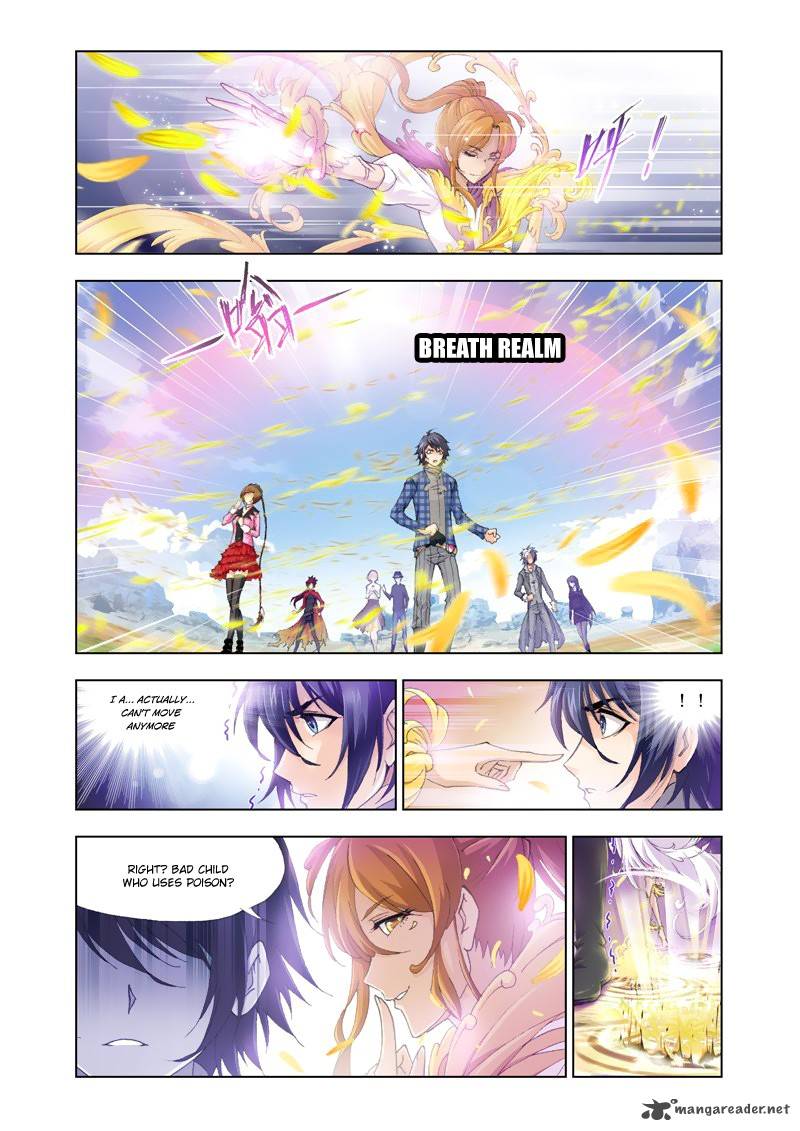 呼！
嗡
BREATH REALM
I A... ACTUALLY...
CAN'T MOVE
ANYMORE
！！
RIGHT? BAD CHILD
WHO USES POISON?
mangareader.net